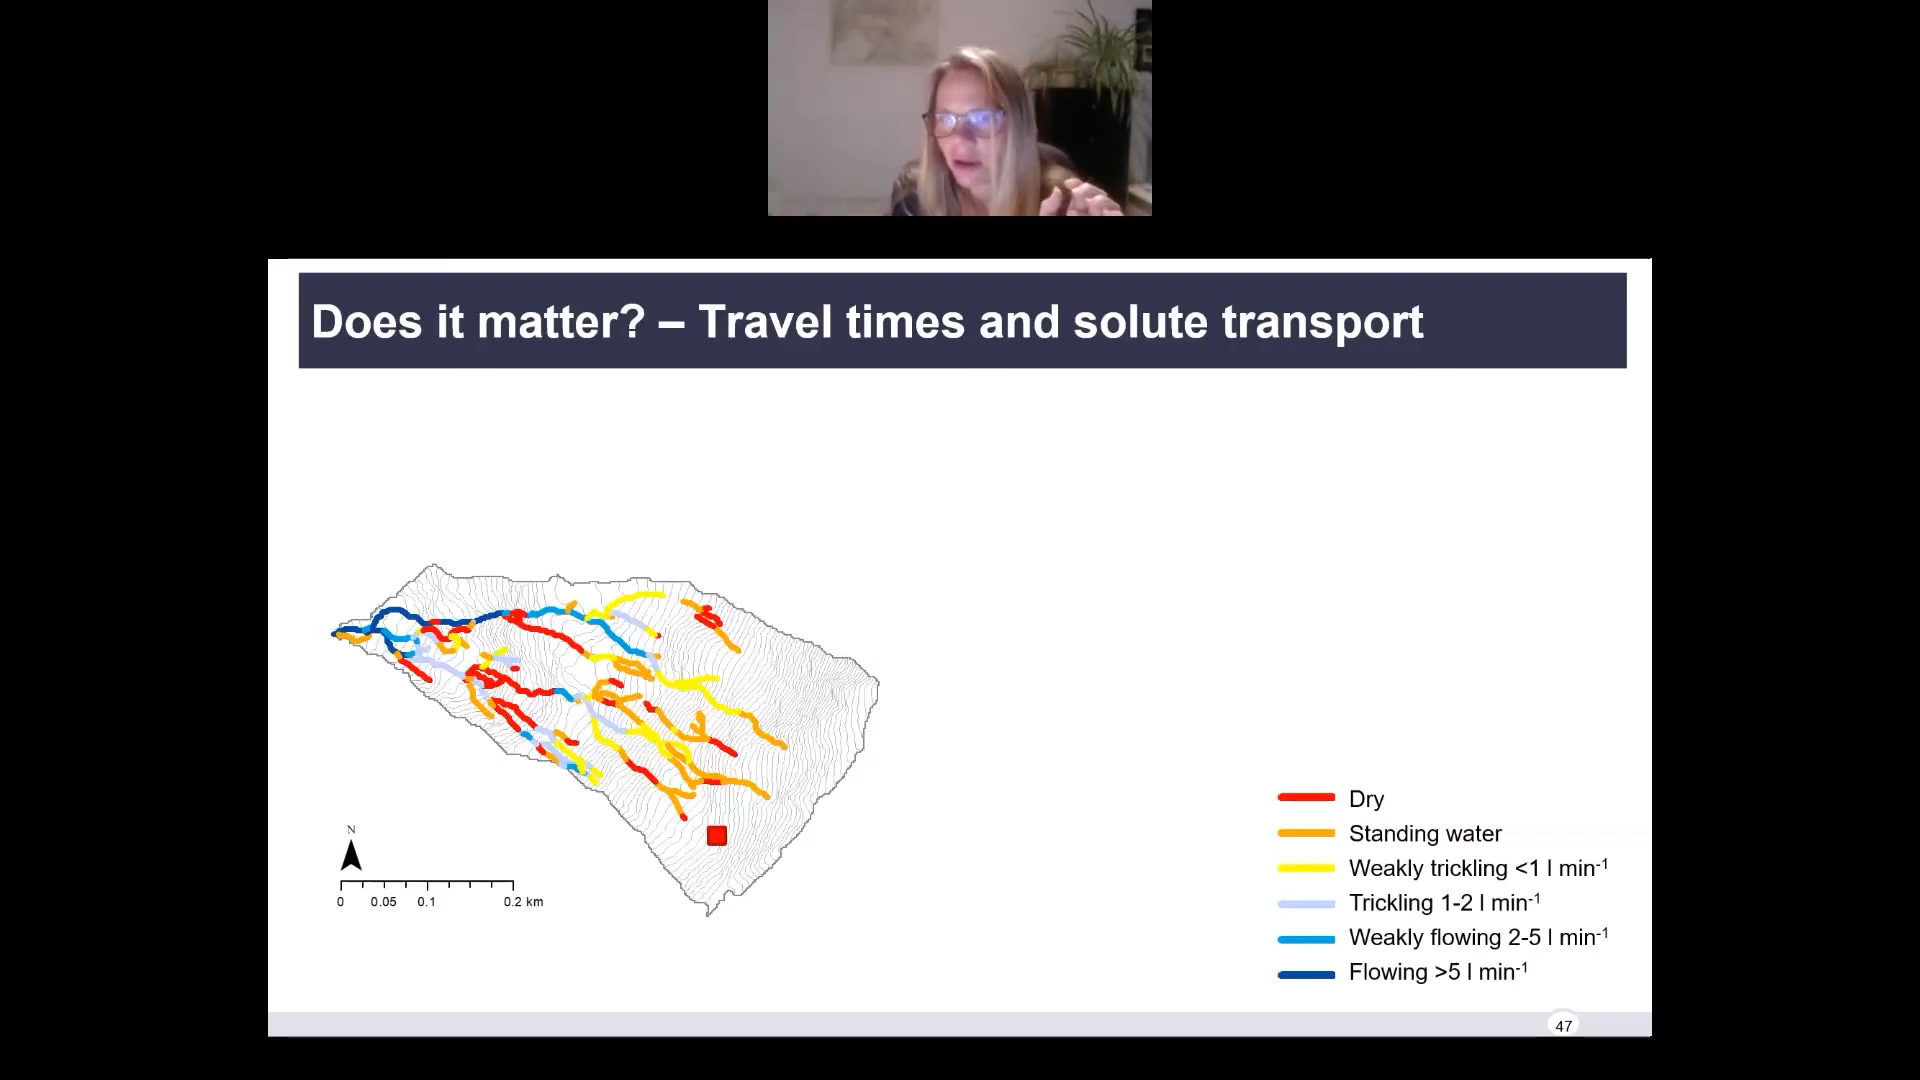 Does it matter? – Travel times and solute transport
N
0 0.05 0.1 0.2 km
Dry
Standing water
Weakly trickling <1 l min-1
Trickling 1-2 l min-1
Weakly flowing 2-5 l min-1
Flowing >5 l min-1
47